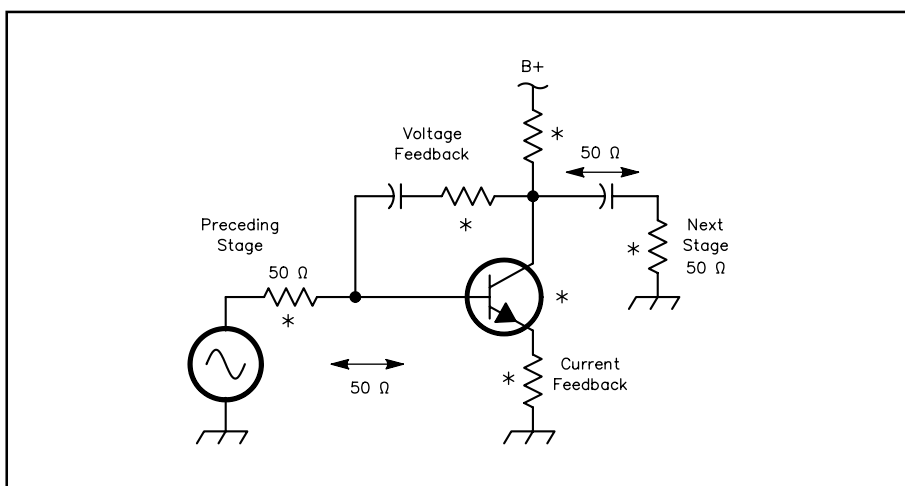 B+
*
Voltage
Feedback
50 Ω
*
Preceding
Stage
50 Ω
*
Next
Stage
50 Ω
*
*
50 Ω
Current
Feedback
*